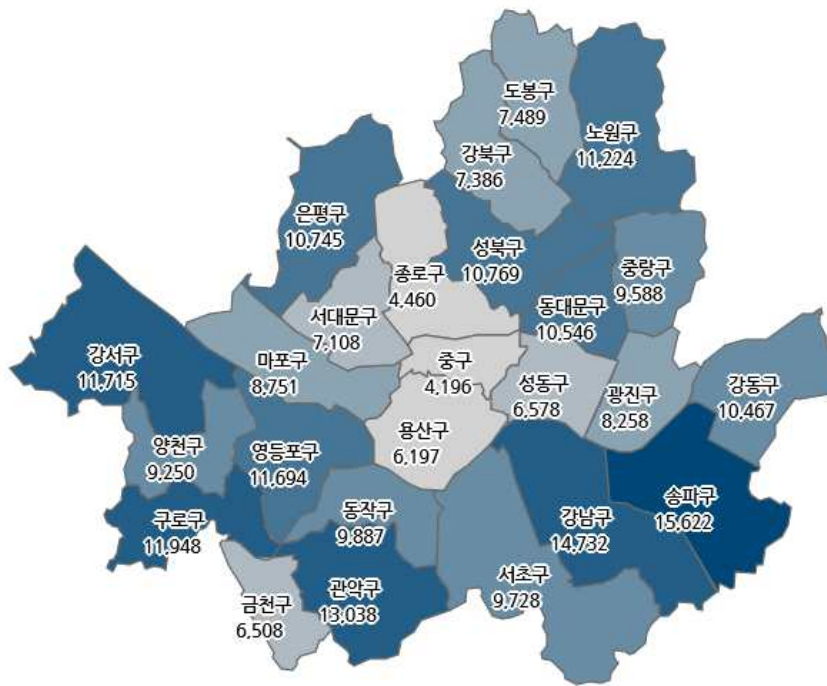 도봉구
7,489
노원구
11,224
강북구
7,386
은평구
10,745
성북구
10,769
중랑구
9,588
종로구
4,460
동대문구
10,546
서대문구
7,108
강서구
11,715
마포구
8,751
중구
4,196
성동구
6,578
광진구
8,258
강동구
10,467
양천구
9,250
영등포구
11,694
용산구
6,197
구로구
11,948
동작구
9,887
강남구
14,732
송파구
15,622
금천구
6,508
관악구
13,038
서초구
9,728